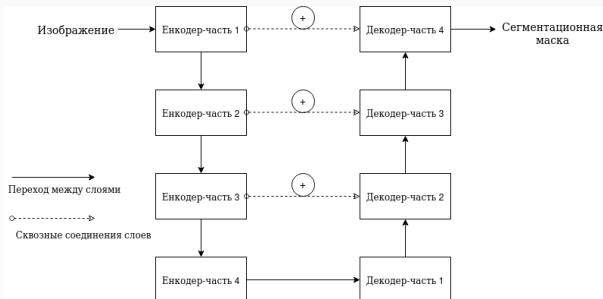 Изображение
Енкодер-часть 1
+
Декодер-часть 4
Сегментационная
маска
Енкодер-часть 2
+
Декодер-часть 3
Переход между слоями
Енкодер-часть 3
+
Декодер-часть 2
Сквозные соединения слоев
Енкодер-часть 4
Декодер-часть 1